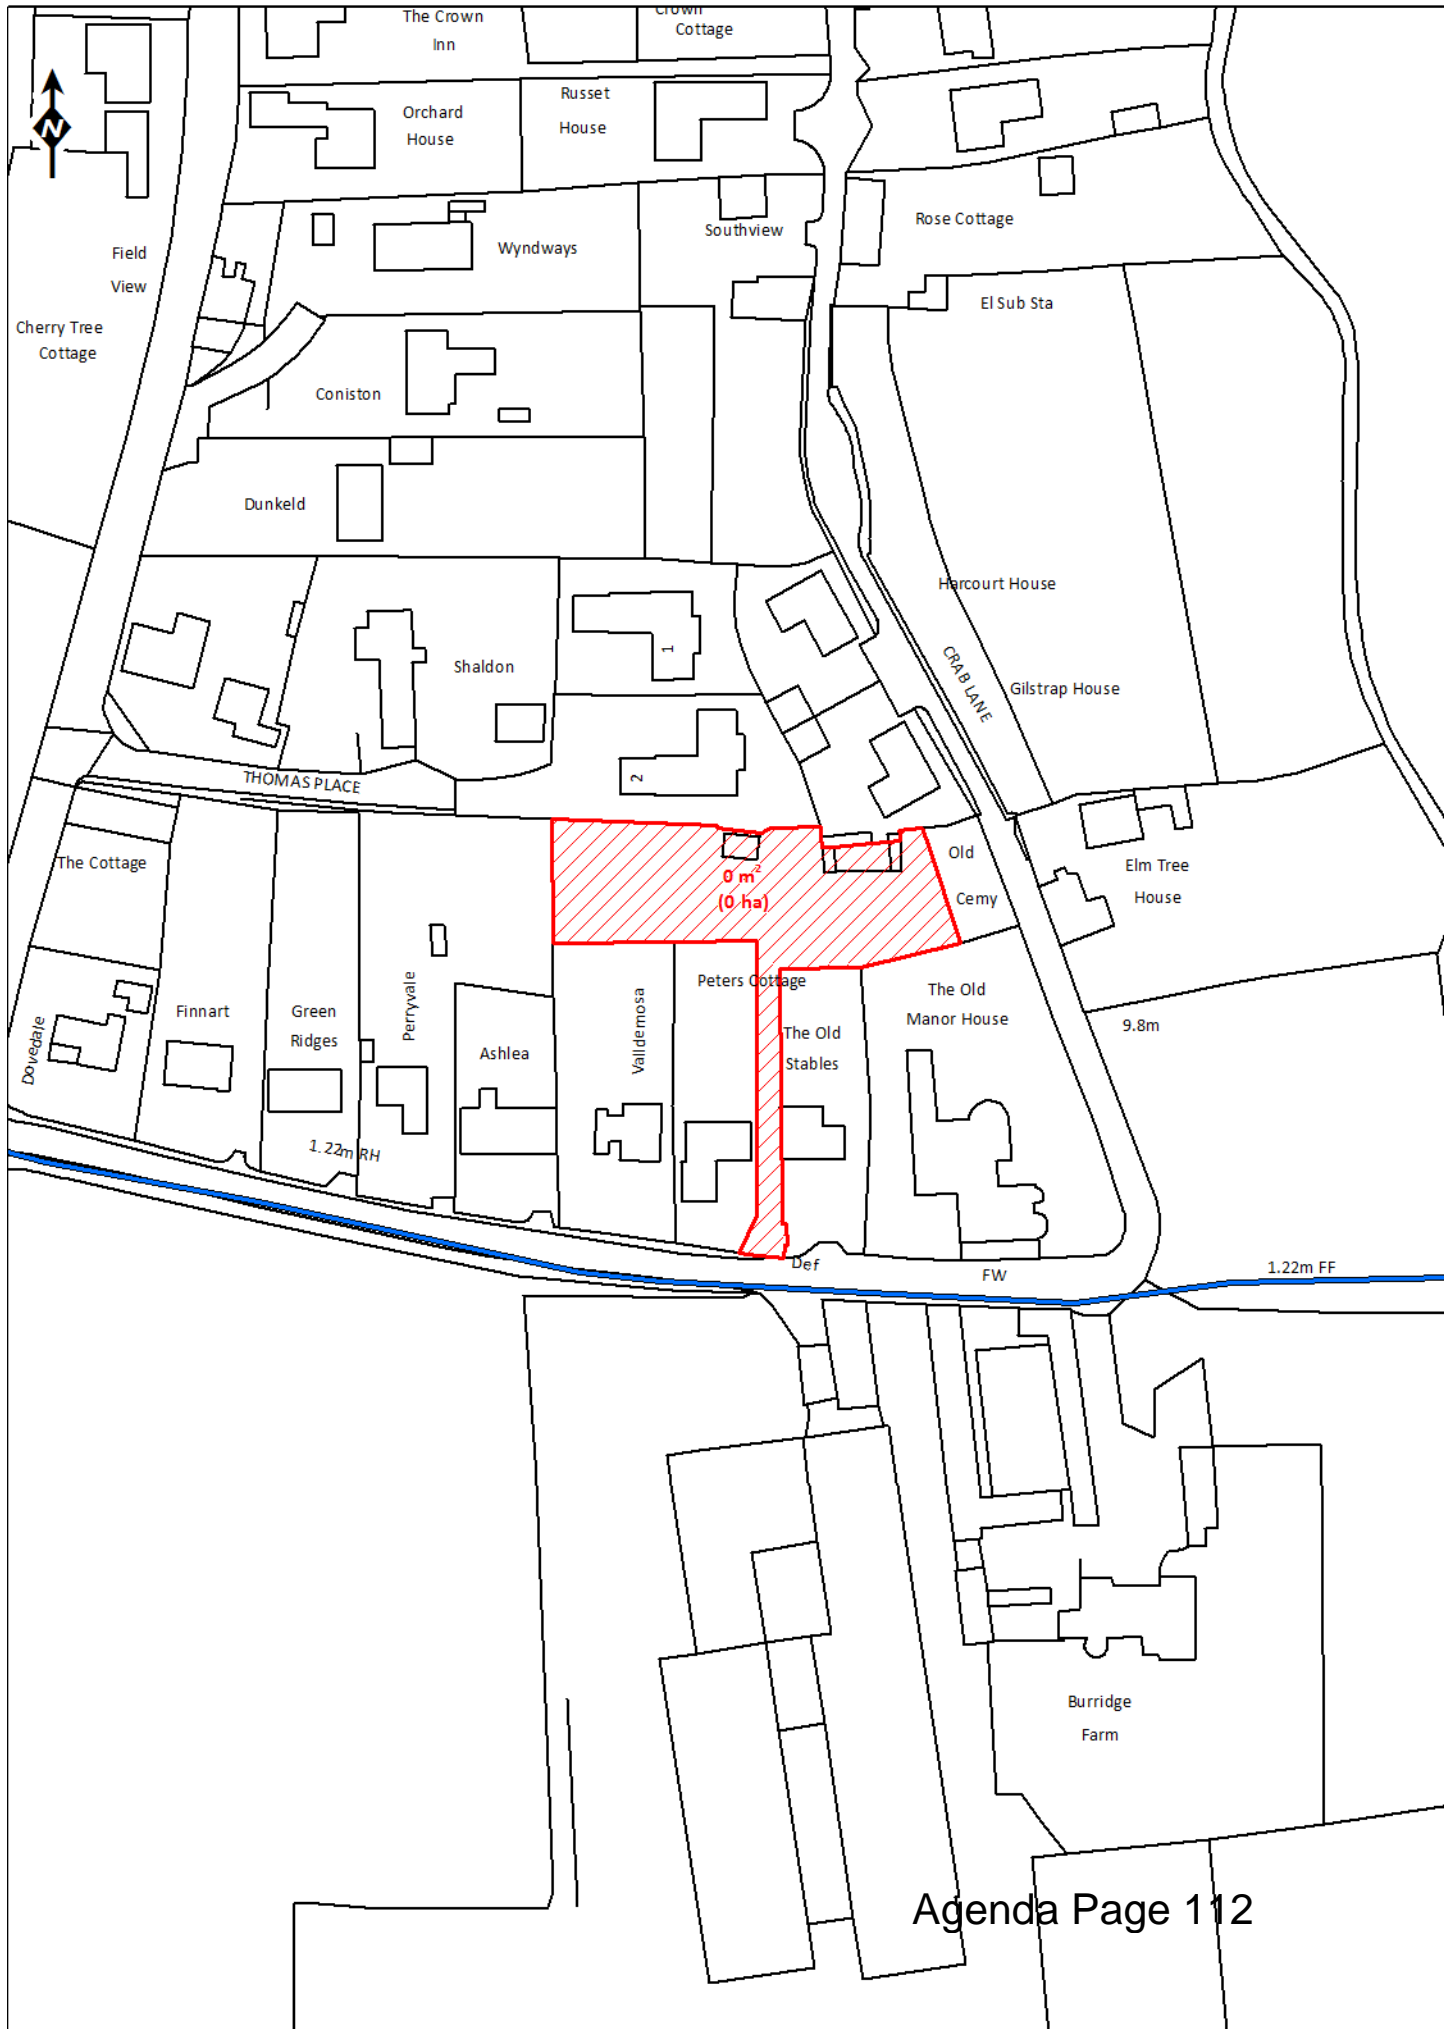 The Crown
Inn
Crown
Cottage
N
Orchard
House
Russet
House
Field
View
Wyndways
Southview
Rose Cottage
El Sub Sta
Cherry Tree
Cottage
Coniston
Dunkeld
Harcourt House
CRAB LANE
Gilstrap House
Shaldon
1
2
THOMAS PLACE
The Cottage
0 m²
(0 ha)
Old
Cemy
Elm Tree
House
Dovedale
Finnart
Green
Ridges
Perryvale
Ashlea
Valldemosa
Peters Cottage
The Old
Stables
The Old
Manor House
9.8m
1.22m RH
Def
FW
1.22m FF
Burridge
Farm
Agenda Page 112